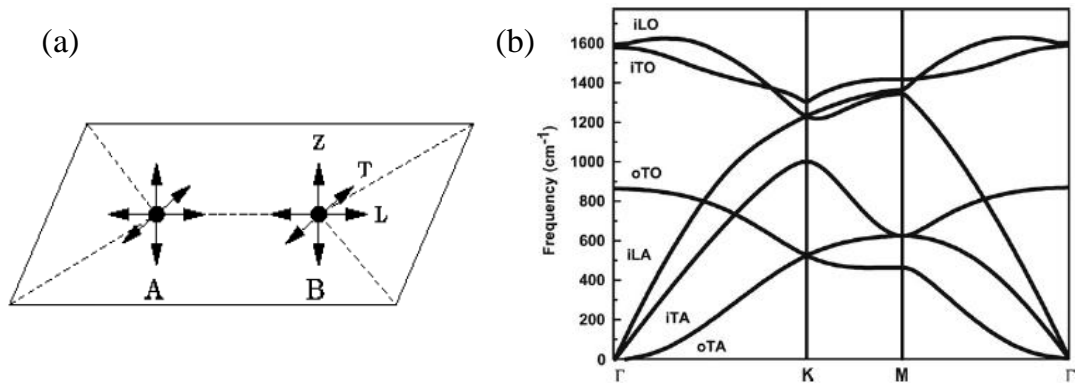 (a)
Z
T
L
A
B
(b)
Frequency (cm⁻¹)
1600
1400
1200
1000
800
600
400
200
0
iLO
iTO
oTO
iLA
iTA
oTA
Γ
K
M
Γ